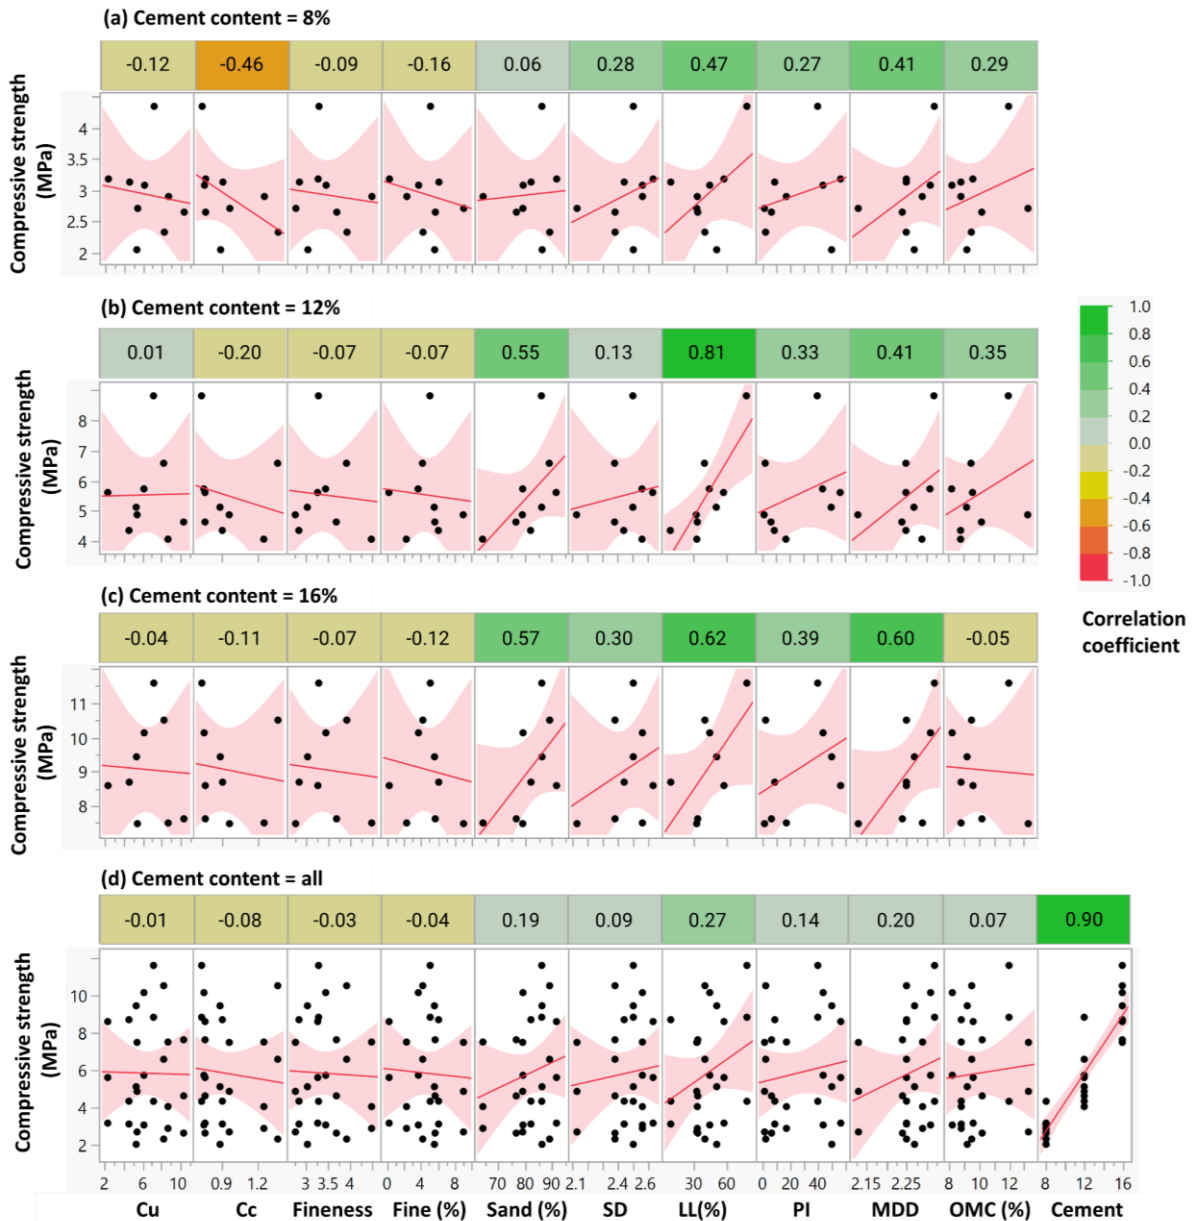 (a) Cement content = 8%
-0.12 -0.46 -0.09 -0.16 0.06 0.28 0.47 0.27 0.41 0.29
Compressive strength
(MPa)
4
3.5
3
2.5
2
(b) Cement content = 12%
0.01 -0.20 -0.07 -0.07 0.55 0.13 0.81 0.33 0.41 0.35
Compressive strength
(MPa)
8
7
6
5
4
1.0
0.8
0.6
0.4
0.2
0.0
-0.2
-0.4
-0.6
-0.8
-1.0
Correlation
coefficient
(c) Cement content = 16%
-0.04 -0.11 -0.07 -0.12 0.57 0.30 0.62 0.39 0.60 -0.05
Compressive strength
(MPa)
11
10
9
8
(d) Cement content = all
-0.01 -0.08 -0.03 -0.04 0.19 0.09 0.27 0.14 0.20 0.07 0.90
Compressive strength
(MPa)
10
8
6
4
2
2 6 10 0.9 1.2 3 3.5 4 0 4 8 70 80 90 2.1 2.4 2.6 30 60 0 20 40 2.15 2.25 8 10 12 8 12 16
Cu Cc Fineness Fine (%) Sand (%) SD LL(%) PI MDD OMC (%) Cement